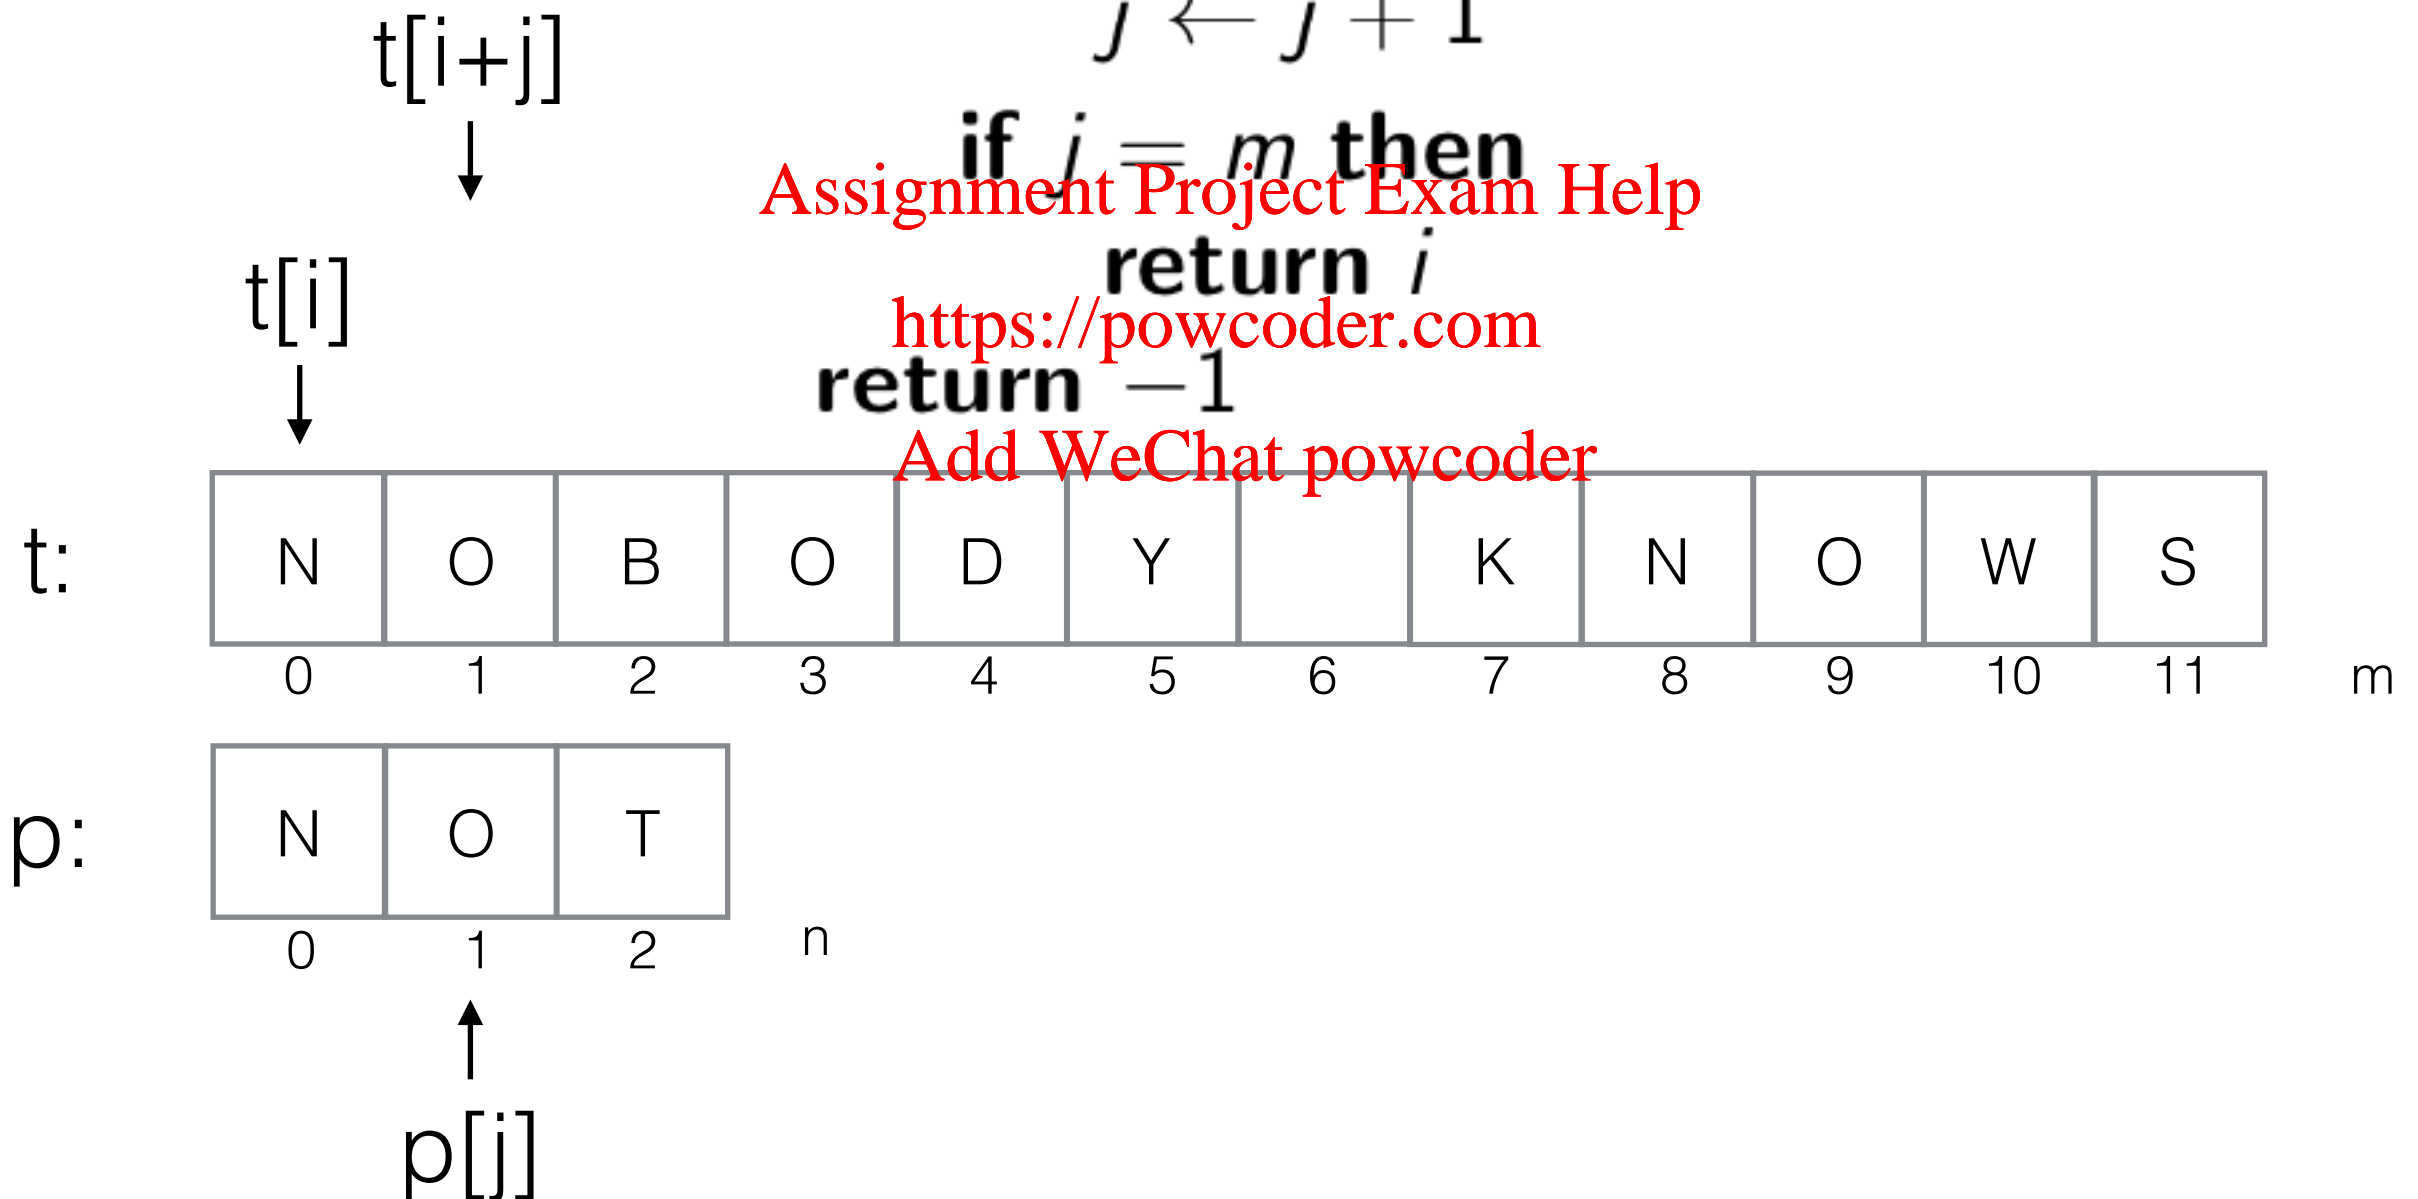 t[i+j]
j ← j + 1
if j = m then
Assignment Project Exam Help
return i
t[i]
https://powcoder.com
return −1
Add WeChat powcoder
t: N O B O D Y K N O W S
0 1 2 3 4 5 6 7 8 9 10 11 m
p: N O T
0 1 2 n
p[j]